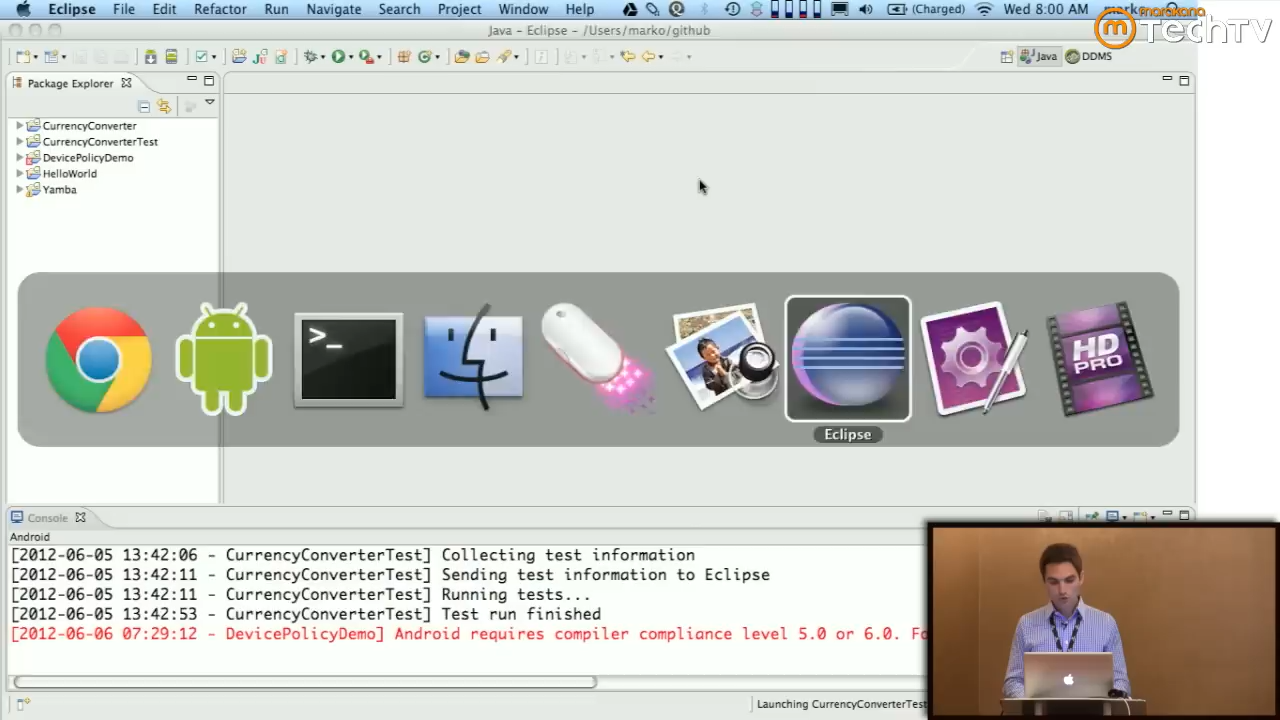 Eclipse File Edit Refactor Run Navigate Search Project Window Help (Charged) Wed 8:00 AM
marakana
TechTV
Java - Eclipse - /Users/marko/github
Java DDMS
Package Explorer
CurrencyConverter
CurrencyConverterTest
DevicePolicyDemo
HelloWorld
Yamba
>_
HD
PRO
Eclipse
Console
Android
[2012-06-05 13:42:06 - CurrencyConverterTest] Collecting test information
[2012-06-05 13:42:11 - CurrencyConverterTest] Sending test information to Eclipse
[2012-06-05 13:42:11 - CurrencyConverterTest] Running tests...
[2012-06-05 13:42:53 - CurrencyConverterTest] Test run finished
[2012-06-06 07:29:12 - DevicePolicyDemo] Android requires compiler compliance level 5.0 or 6.0.
Launching CurrencyConverterTest